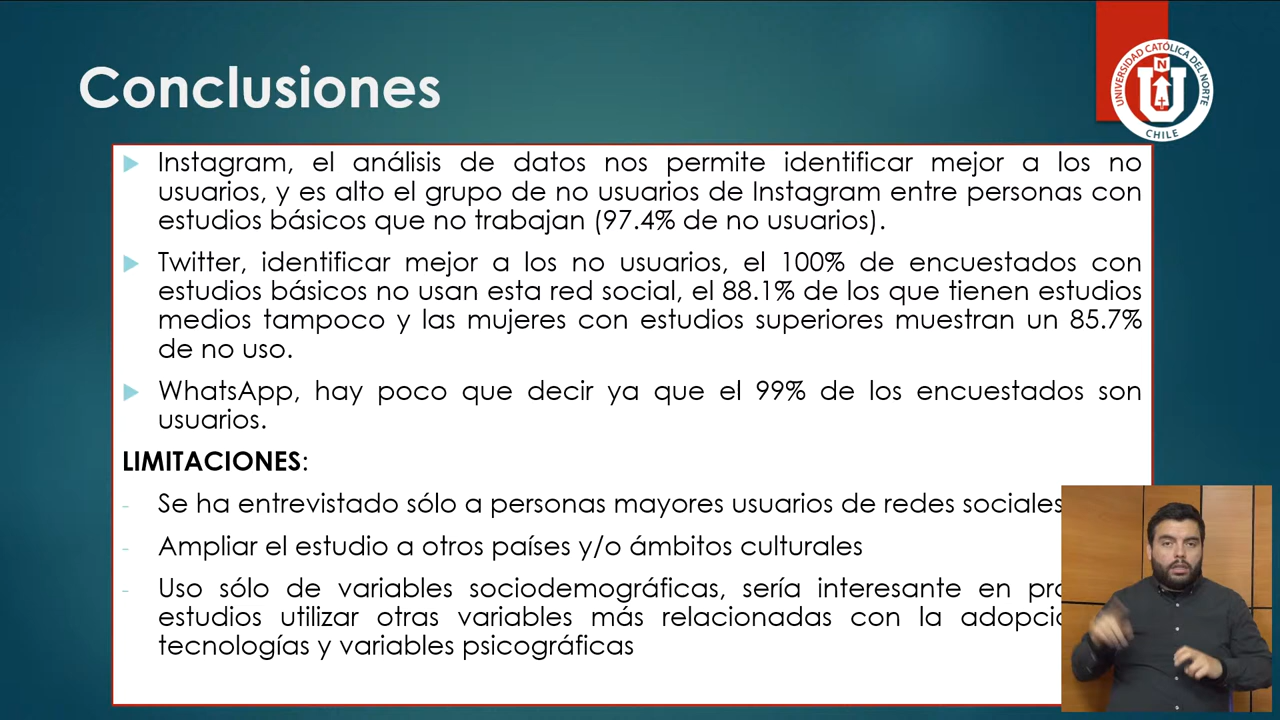 Conclusiones
UNIVERSIDAD CATÓLICA DEL NORTE
N
CHILE
Instagram, el análisis de datos nos permite identificar mejor a los no
usuarios, y es alto el grupo de no usuarios de Instagram entre personas con
estudios básicos que no trabajan (97.4% de no usuarios).
Twitter, identificar mejor a los no usuarios, el 100% de encuestados con
estudios básicos no usan esta red social, el 88.1% de los que tienen estudios
medios tampoco y las mujeres con estudios superiores muestran un 85.7%
de no uso.
WhatsApp, hay poco que decir ya que el 99% de los encuestados son
usuarios.
LIMITACIONES:
- Se ha entrevistado sólo a personas mayores usuarios de redes sociales
- Ampliar el estudio a otros países y/o ámbitos culturales
- Uso sólo de variables sociodemográficas, sería interesante en
estudios utilizar otras variables más relacionadas con la
tecnologías y variables psicográficas